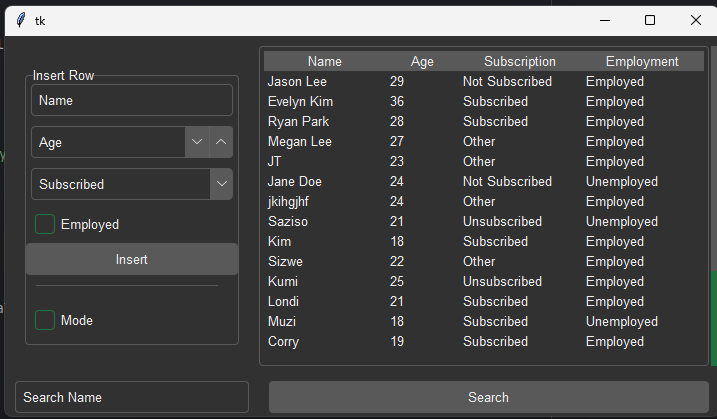 tk
Insert Row
Name
Age
Subscribed
Employed
Insert
Mode
Name Age Subscription Employment
Jason Lee 29 Not Subscribed Employed
Evelyn Kim 36 Subscribed Employed
Ryan Park 28 Subscribed Employed
Megan Lee 27 Other Employed
JT 23 Other Employed
Jane Doe 24 Not Subscribed Unemployed
jkihgjhf 24 Other Employed
Saziso 21 Unsubscribed Unemployed
Kim 18 Subscribed Employed
Sizwe 22 Other Employed
Kumi 25 Unsubscribed Employed
Londi 21 Subscribed Employed
Muzi 18 Subscribed Unemployed
Corry 19 Subscribed Employed
Search Name
Search